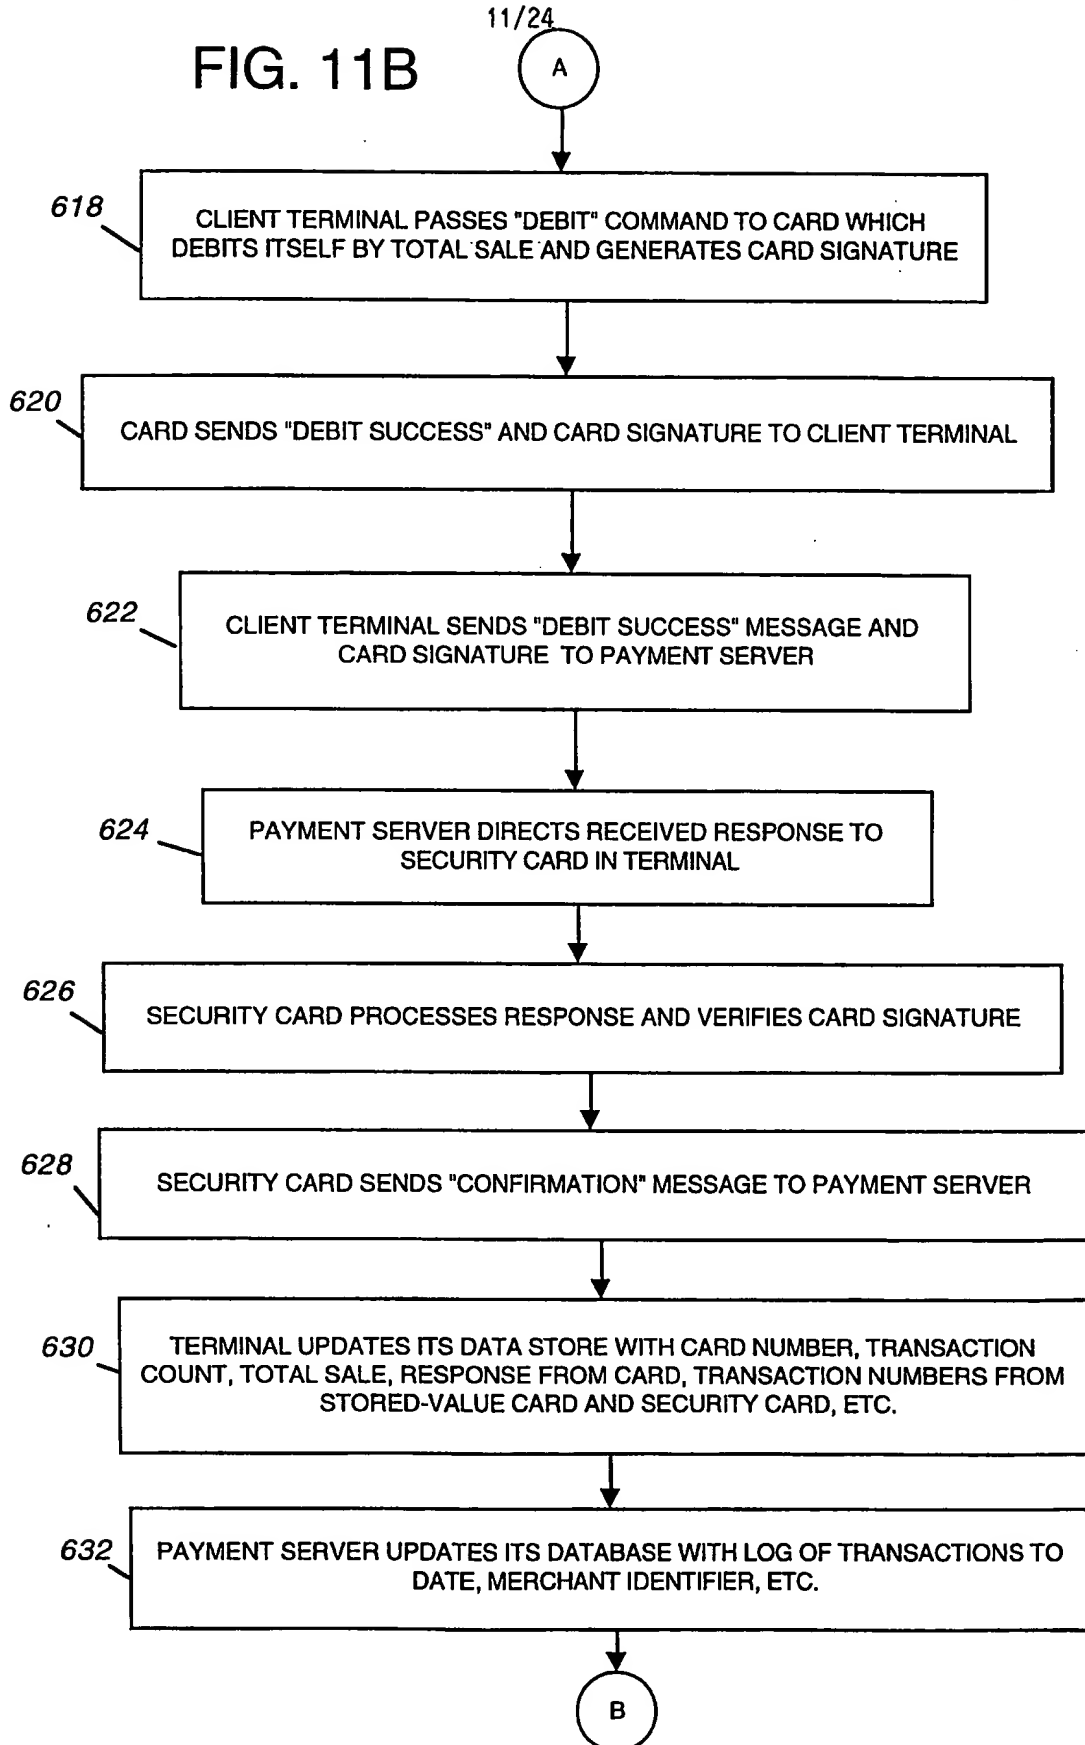 11/24
FIG. 11B
A
618
CLIENT TERMINAL PASSES "DEBIT" COMMAND TO CARD WHICH
DEBITS ITSELF BY TOTAL SALE AND GENERATES CARD SIGNATURE
620
CARD SENDS "DEBIT SUCCESS" AND CARD SIGNATURE TO CLIENT TERMINAL
622
CLIENT TERMINAL SENDS "DEBIT SUCCESS" MESSAGE AND
CARD SIGNATURE TO PAYMENT SERVER
624
PAYMENT SERVER DIRECTS RECEIVED RESPONSE TO
SECURITY CARD IN TERMINAL
626
SECURITY CARD PROCESSES RESPONSE AND VERIFIES CARD SIGNATURE
628
SECURITY CARD SENDS "CONFIRMATION" MESSAGE TO PAYMENT SERVER
630
TERMINAL UPDATES ITS DATA STORE WITH CARD NUMBER, TRANSACTION
COUNT, TOTAL SALE, RESPONSE FROM CARD, TRANSACTION NUMBERS FROM
STORED-VALUE CARD AND SECURITY CARD, ETC.
632
PAYMENT SERVER UPDATES ITS DATABASE WITH LOG OF TRANSACTIONS TO
DATE, MERCHANT IDENTIFIER, ETC.
B